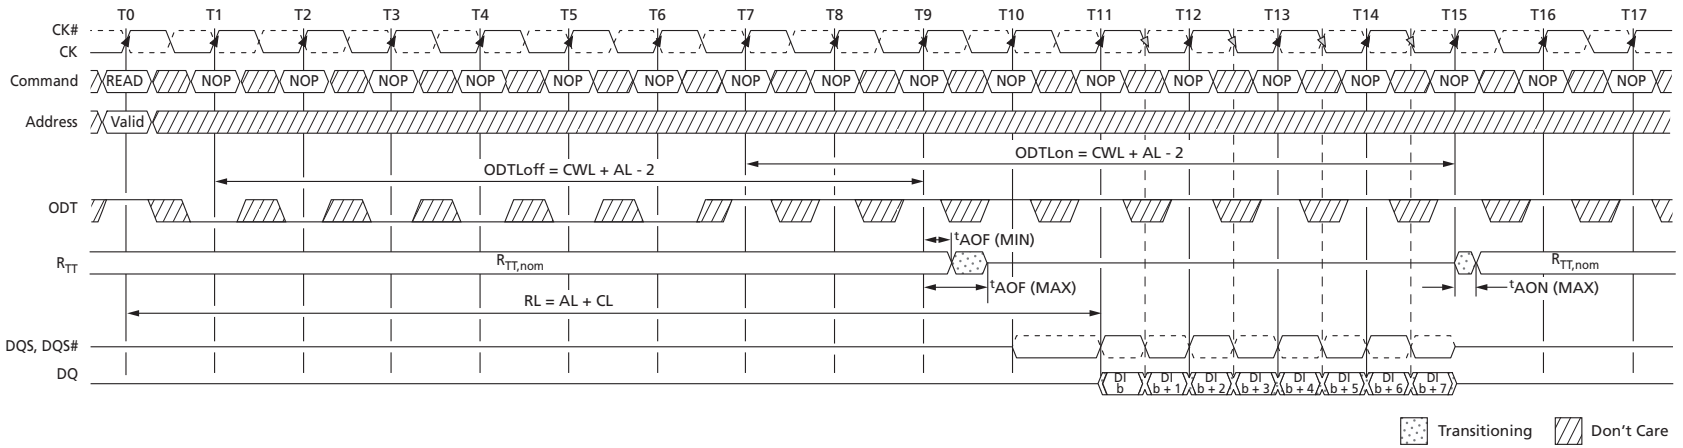 T0 T1 T2 T3 T4 T5 T6 T7 T8 T9 T10 T11 T12 T13 T14 T15 T16 T17
CK#
CK
Command READ NOP NOP NOP NOP NOP NOP NOP NOP NOP NOP NOP NOP NOP NOP NOP NOP NOP
Address Valid
ODTLon = CWL + AL - 2
ODTLoff = CWL + AL - 2
ODT
tAOF (MIN)
RTT RTT,nom RTT,nom
tAOF (MAX) tAON (MAX)
RL = AL + CL
DQS, DQS#
DQ DI b DI b + 1 DI b + 2 DI b + 3 DI b + 4 DI b + 5 DI b + 6 DI b + 7
Transitioning Don't Care